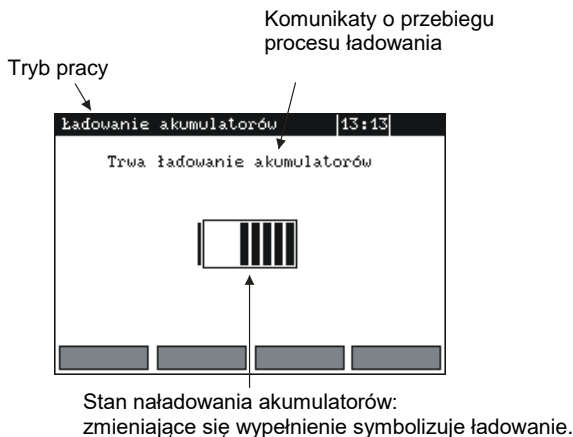 Komunikaty o przebiegu
procesu ładowania
Tryb pracy
Ładowanie akumulatorów 13:13
Trwa ładowanie akumulatorów
Stan naładowania akumulatorów:
zmieniające się wypełnienie symbolizuje ładowanie.